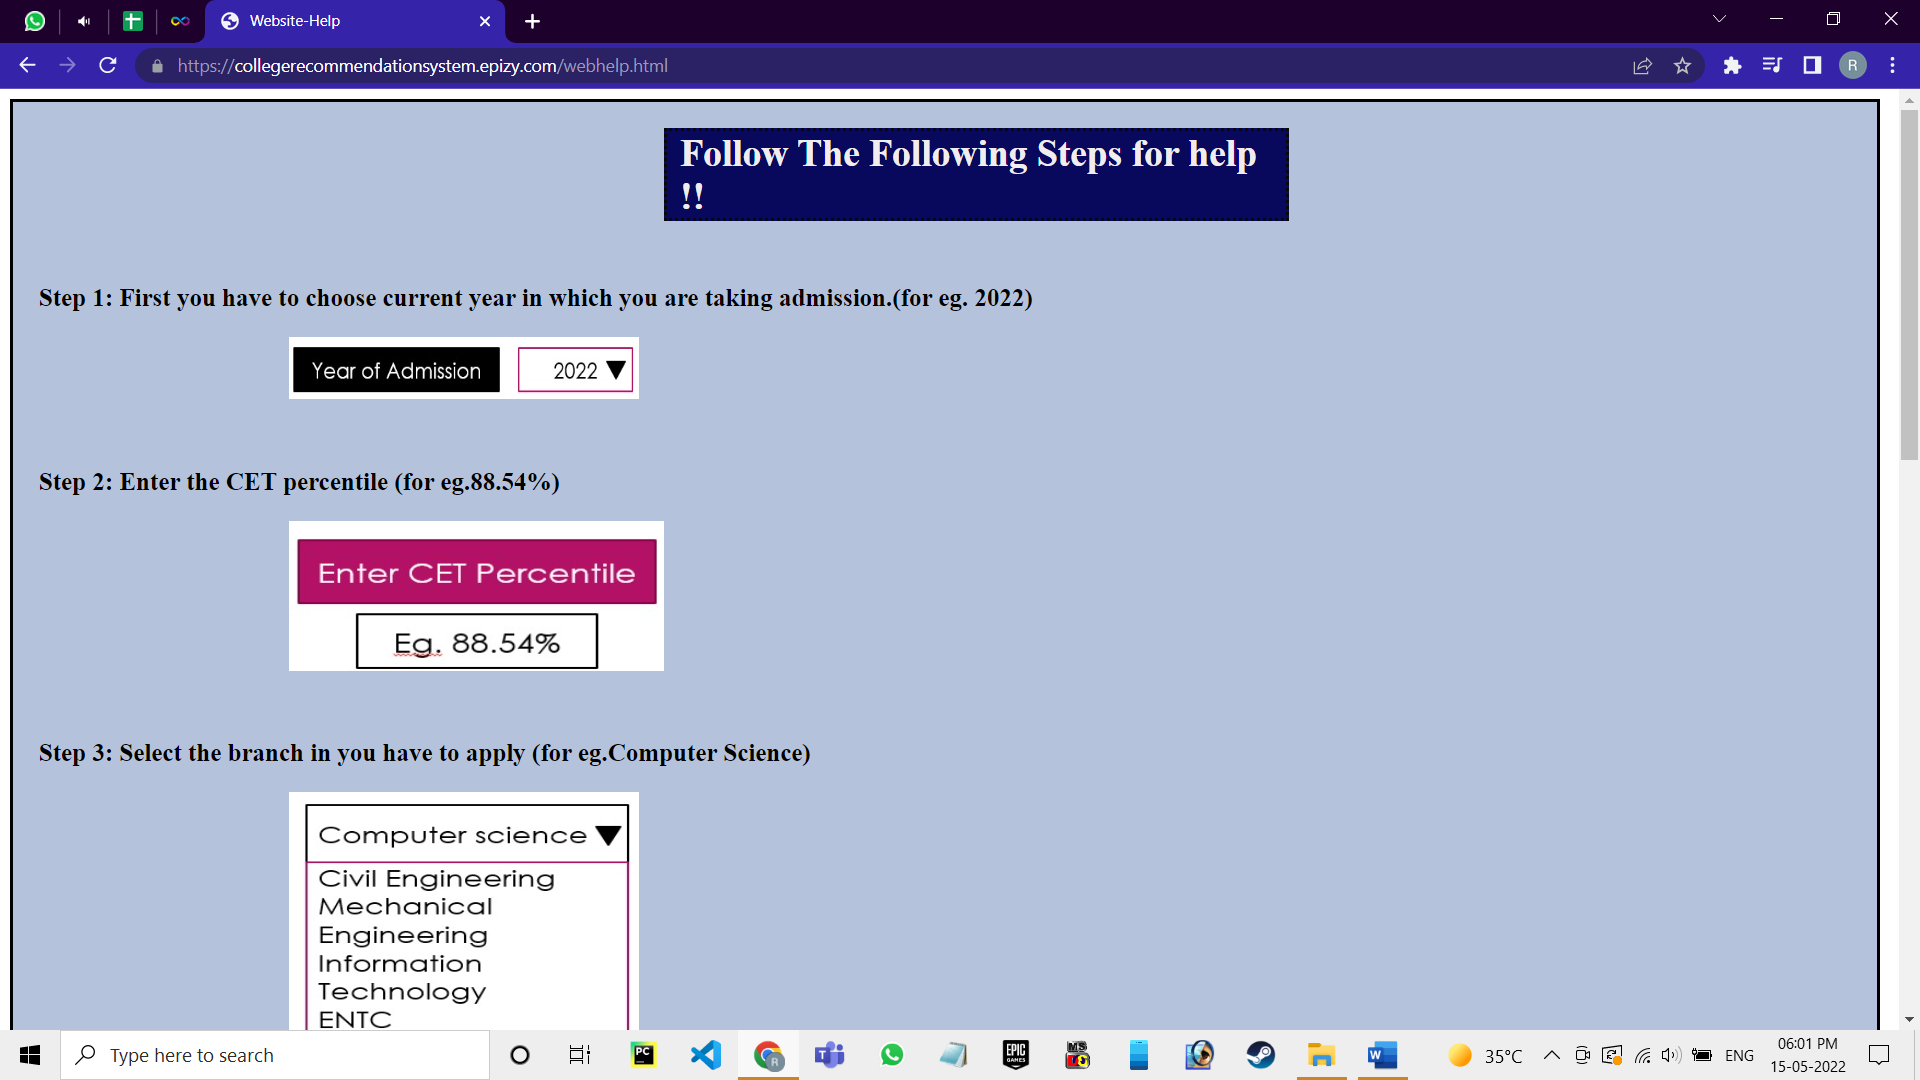 Website-Help
https://collegerecommendationsystem.epizy.com/webhelp.html
R
Follow The Following Steps for help
!!
Step 1: First you have to choose current year in which you are taking admission.(for eg. 2022)
Year of Admission 2022
Step 2: Enter the CET percentile (for eg.88.54%)
Enter CET Percentile
Eg. 88.54%
Step 3: Select the branch in you have to apply (for eg.Computer Science)
Computer science
Civil Engineering
Mechanical
Engineering
Information
Technology
ENTC
Type here to search
PC
R
EPIC
GAMES
MS
W
35°C
ENG
06:01 PM
15-05-2022